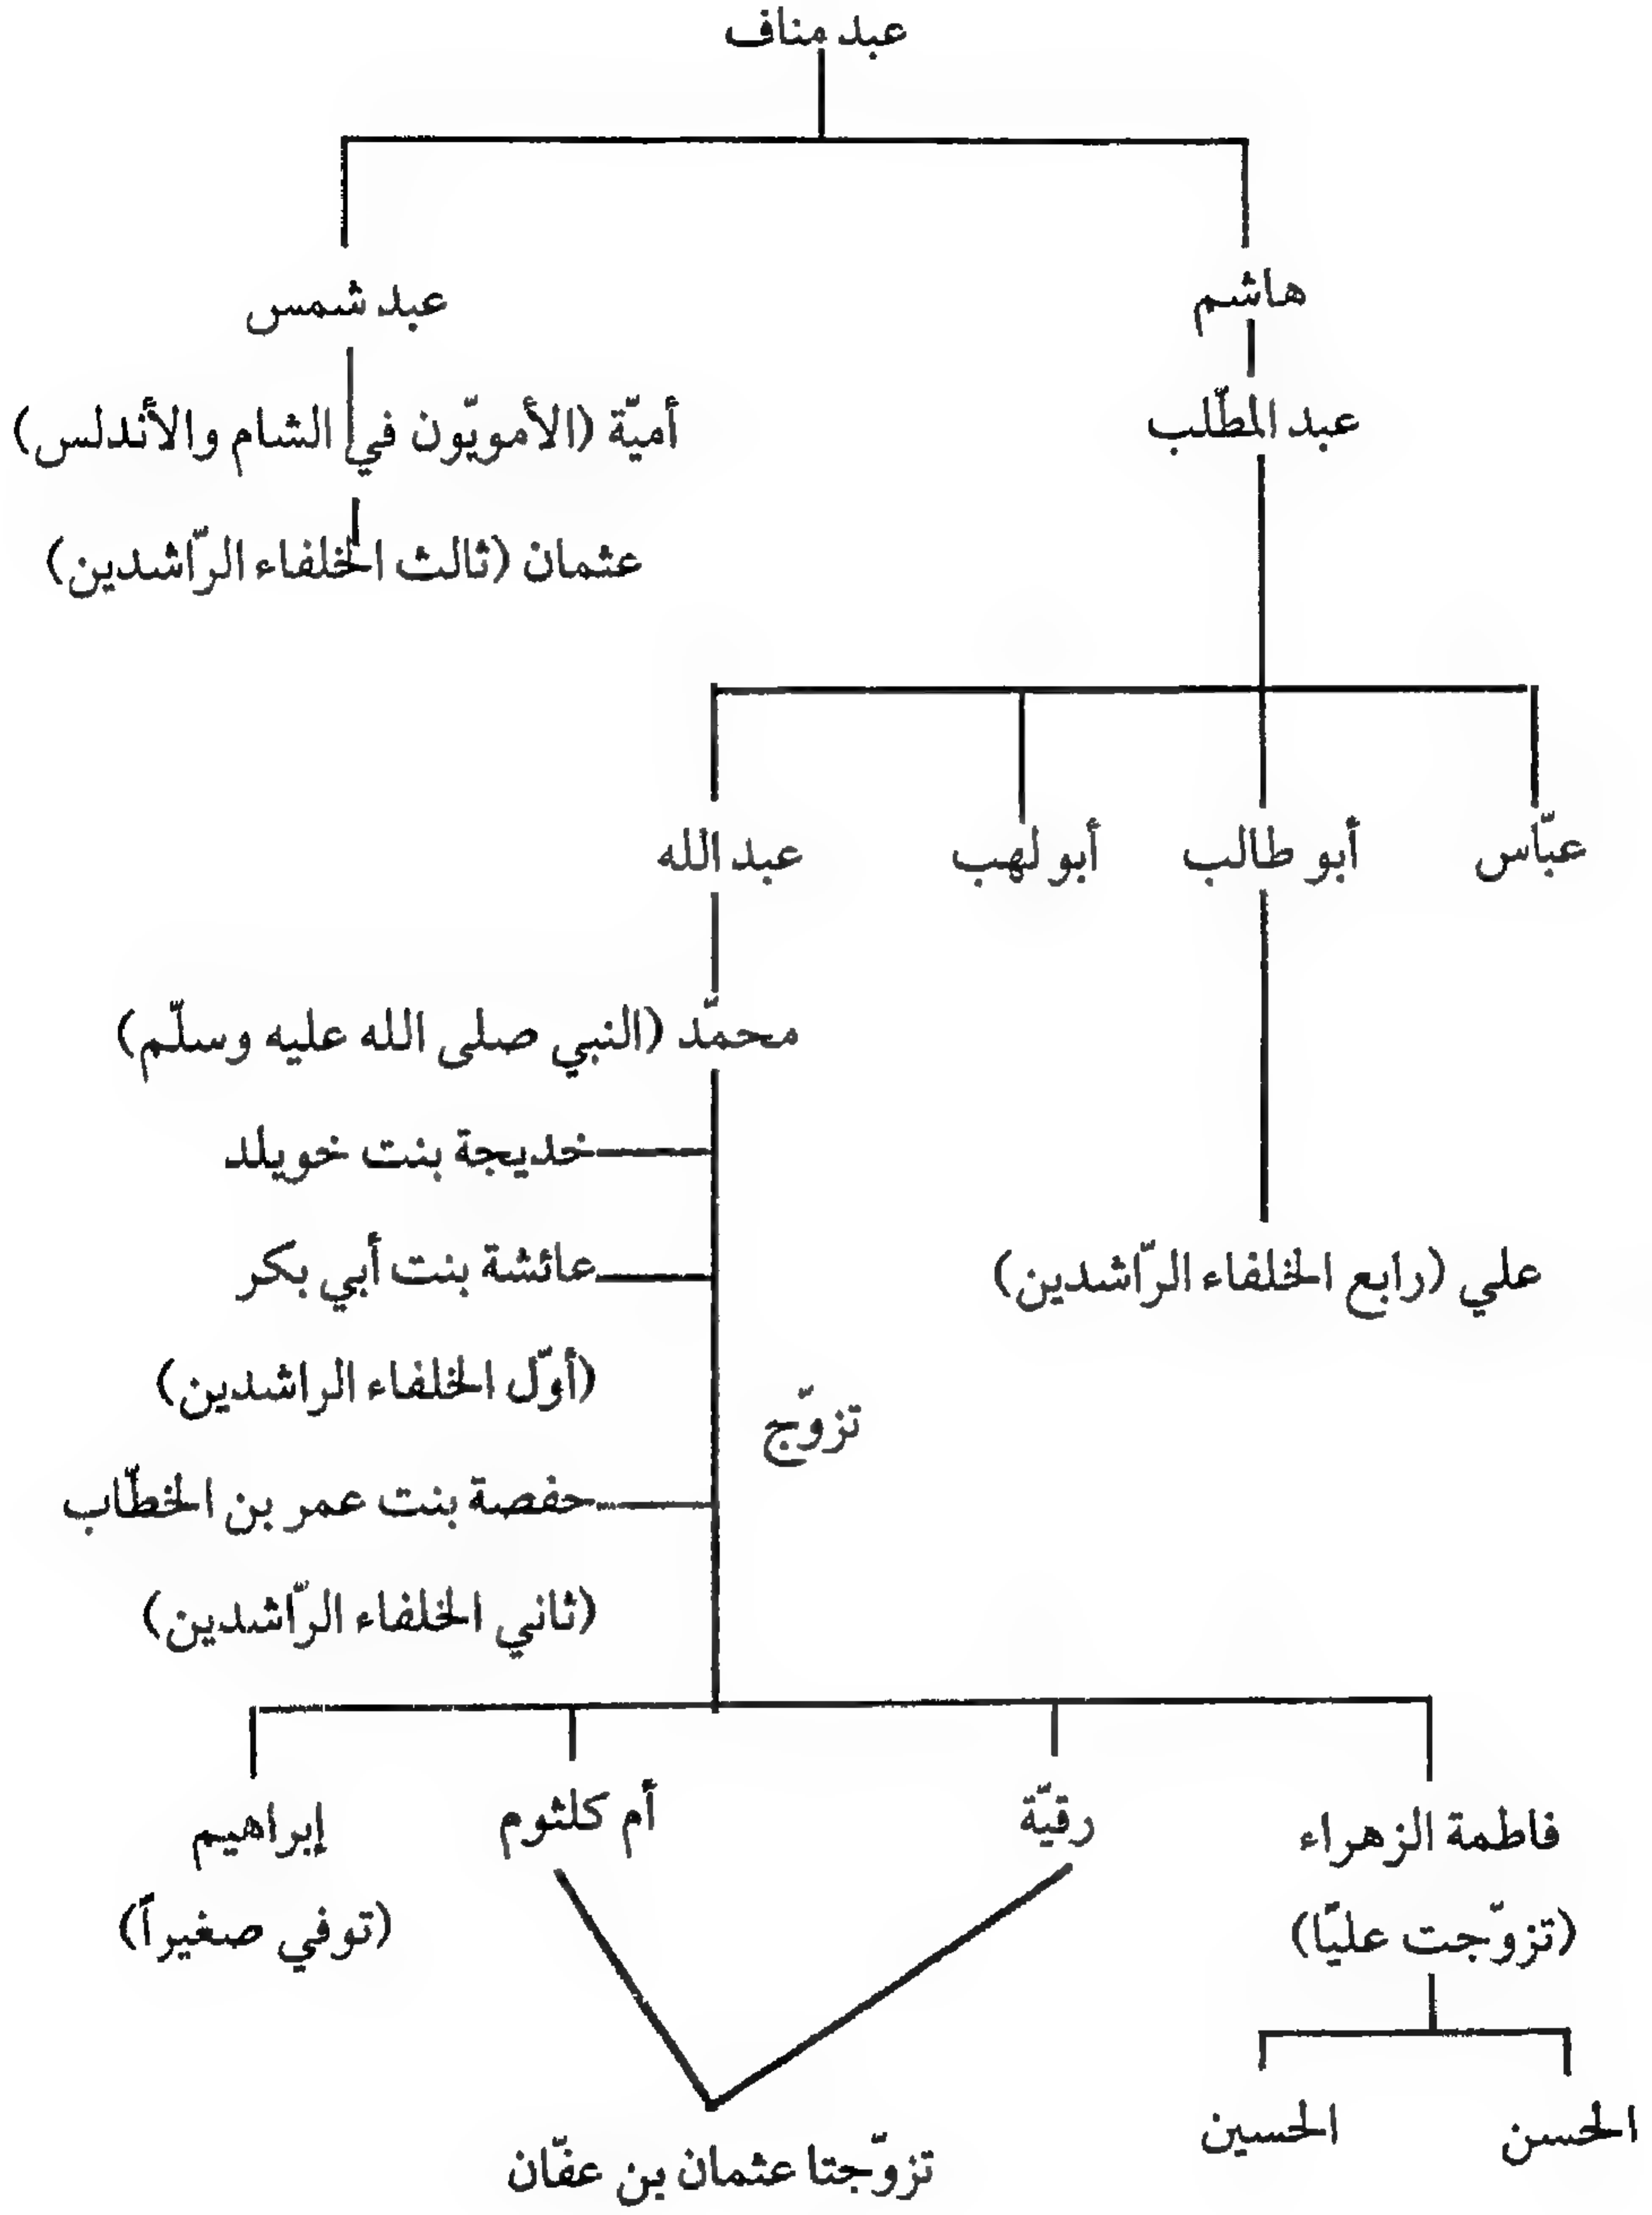 عبد مناف
هاشم
عبد شمس
عبد المطّلب
أميّة (الأمويّون في الشام والأندلس)
عثمان (ثالث الخلفاء الرّاشدين)
عبّاس
أبو طالب
أبو لهب
عبد الله
محمّد (النبي صلى الله عليه وسلّم)
خديجة بنت خويلد
عائشة بنت أبي بكر
علي (رابع الخلفاء الرّاشدين)
(أوّل الخلفاء الراشدين)
تزوّج
حفصة بنت عمر بن الخطّاب
(ثاني الخلفاء الرّاشدين)
فاطمة الزهراء
رقيّة
أم كلثوم
إبراهيم
(تزوّجت عليًا)
(توفي صغيراً)
الحسن
الحسين
تزوّجتا عثمان بن عفّان